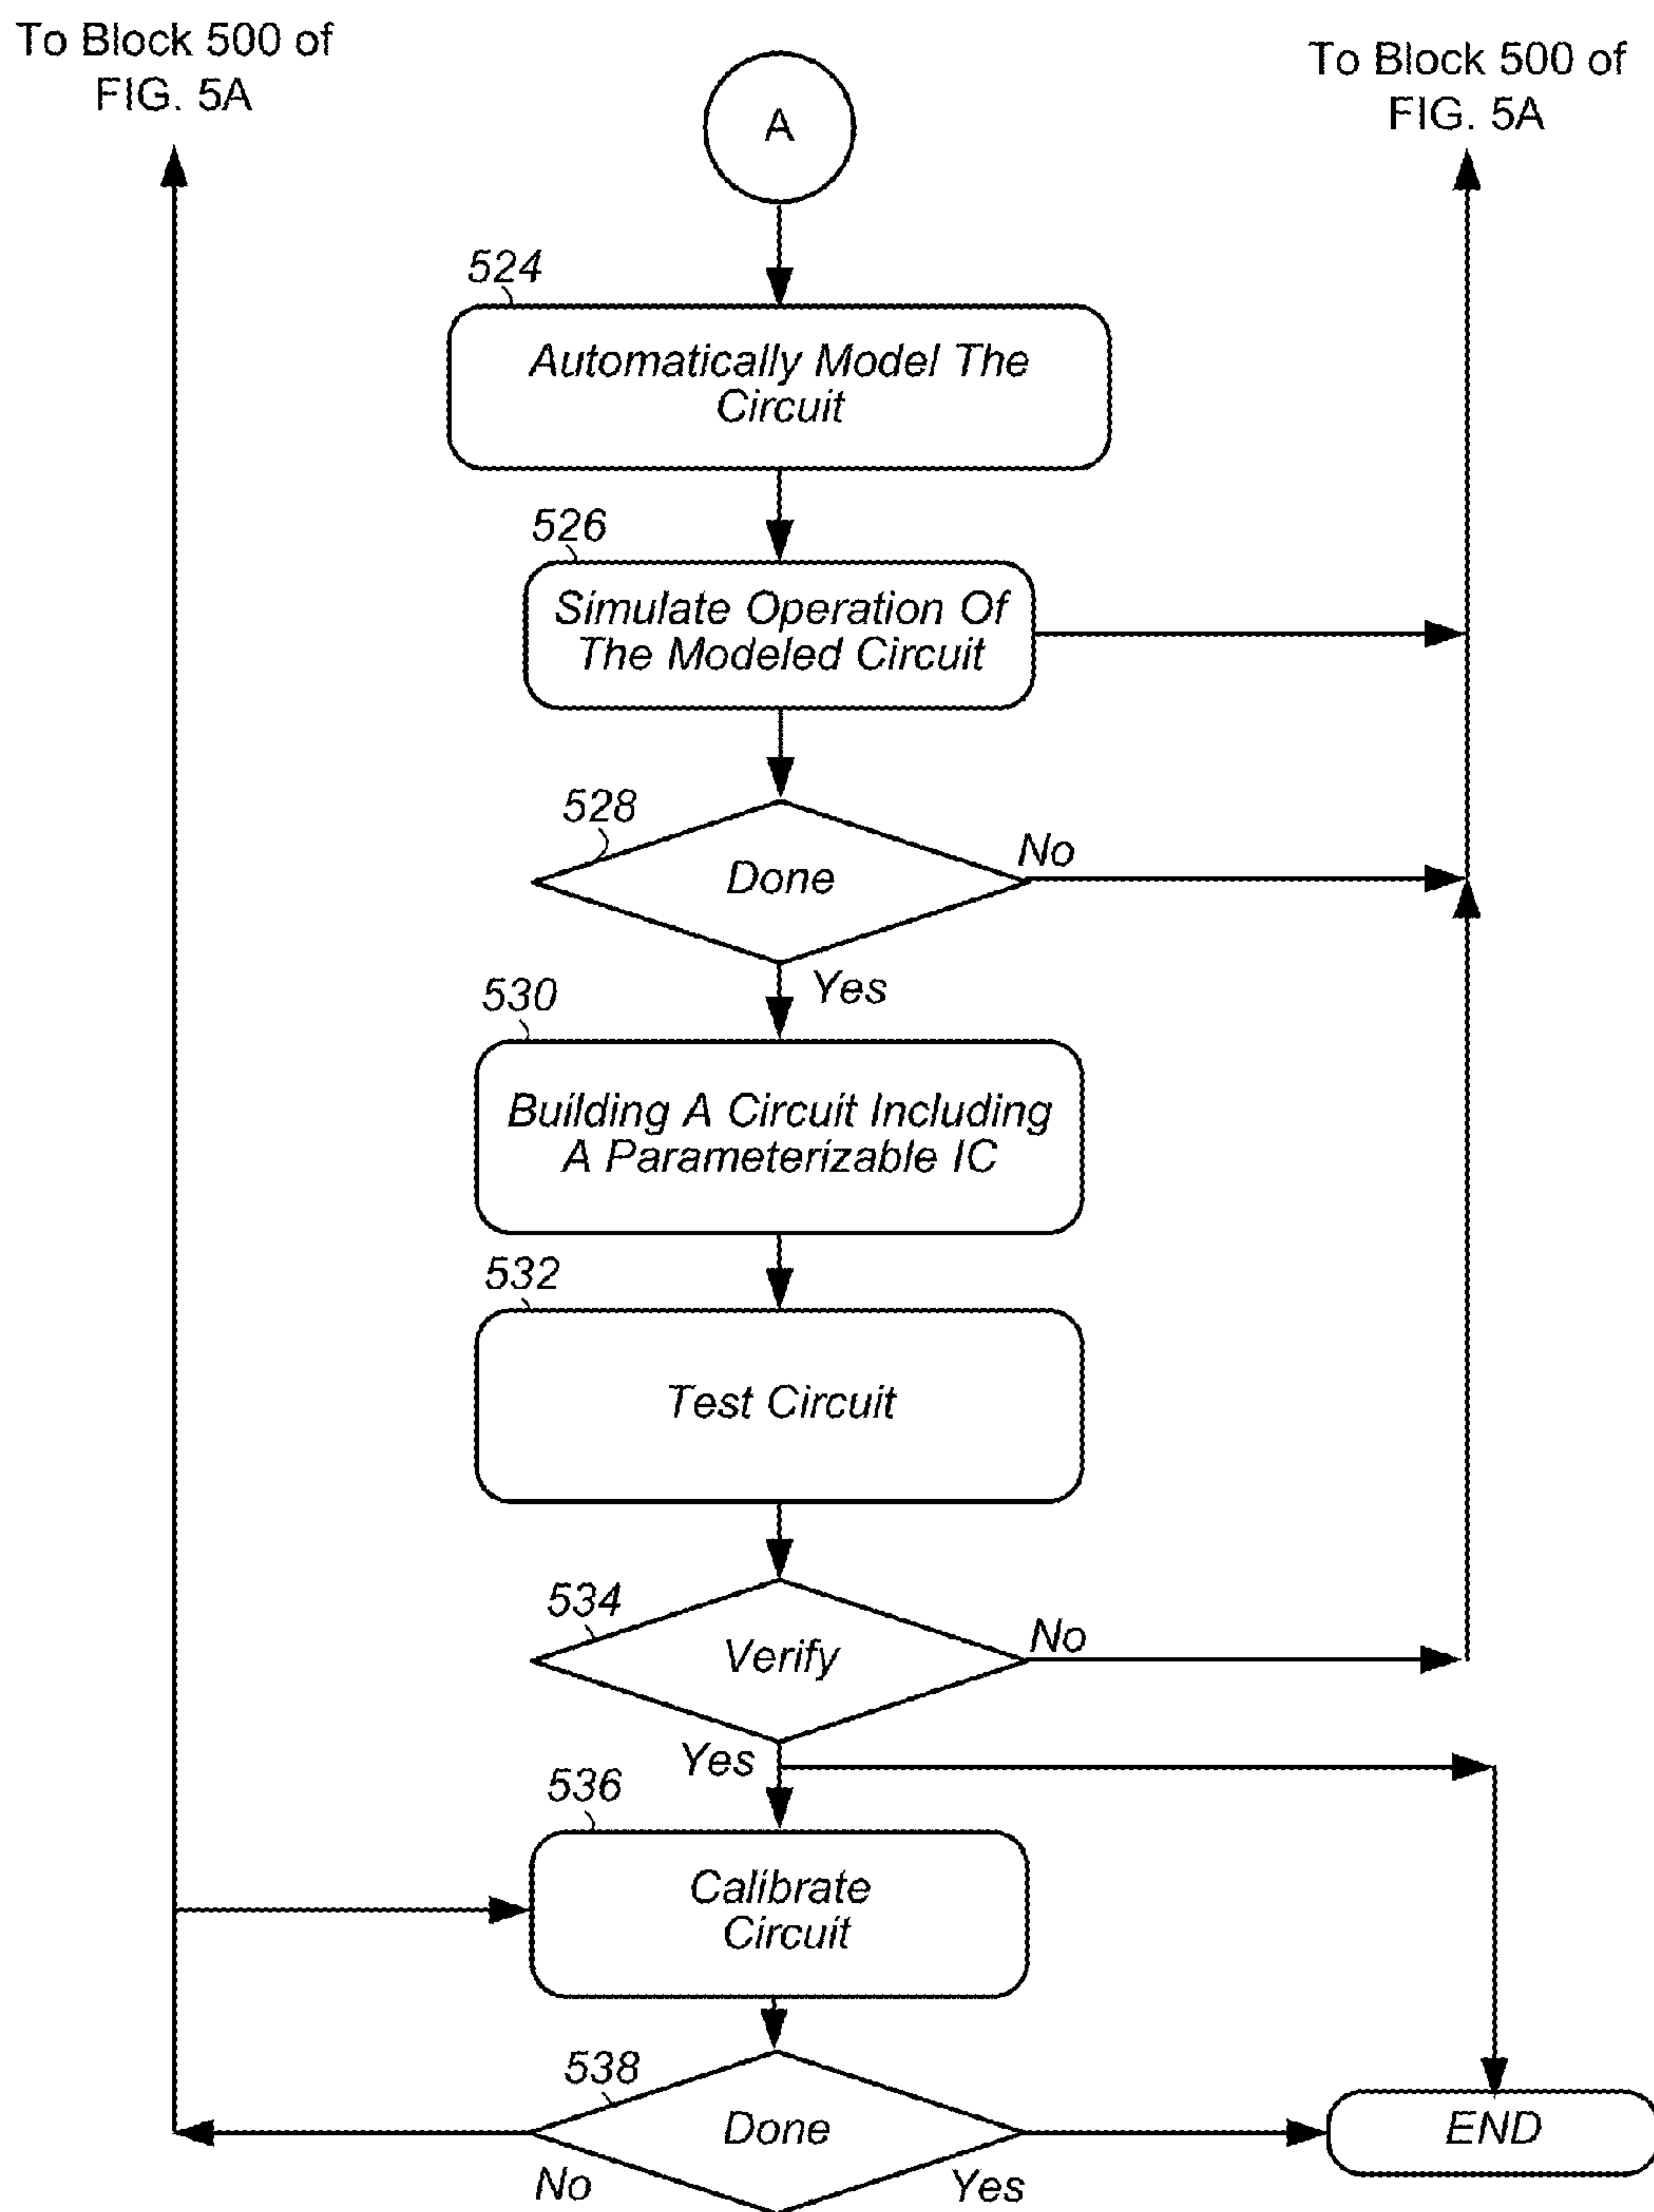 To Block 500 of
FIG. 5A
To Block 500 of
FIG. 5A
A
524
Automatically Model The
Circuit
526
Simulate Operation Of
The Modeled Circuit
528
Done
No
Yes
530
Building A Circuit Including
A Parameterizable IC
532
Test Circuit
534
Verify
No
Yes
536
Calibrate
Circuit
538
Done
No
Yes
END